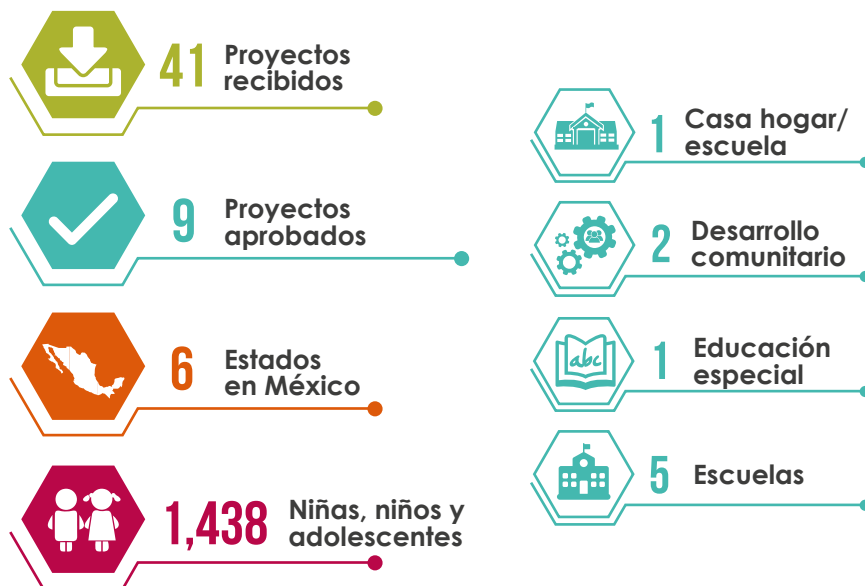 41 Proyectos
recibidos
9 Proyectos
aprobados
6 Estados
en México
1,438 Niñas, niños y
adolescentes
1 Casa hogar/
escuela
2 Desarrollo
comunitario
abc
1 Educación
especial
5 Escuelas